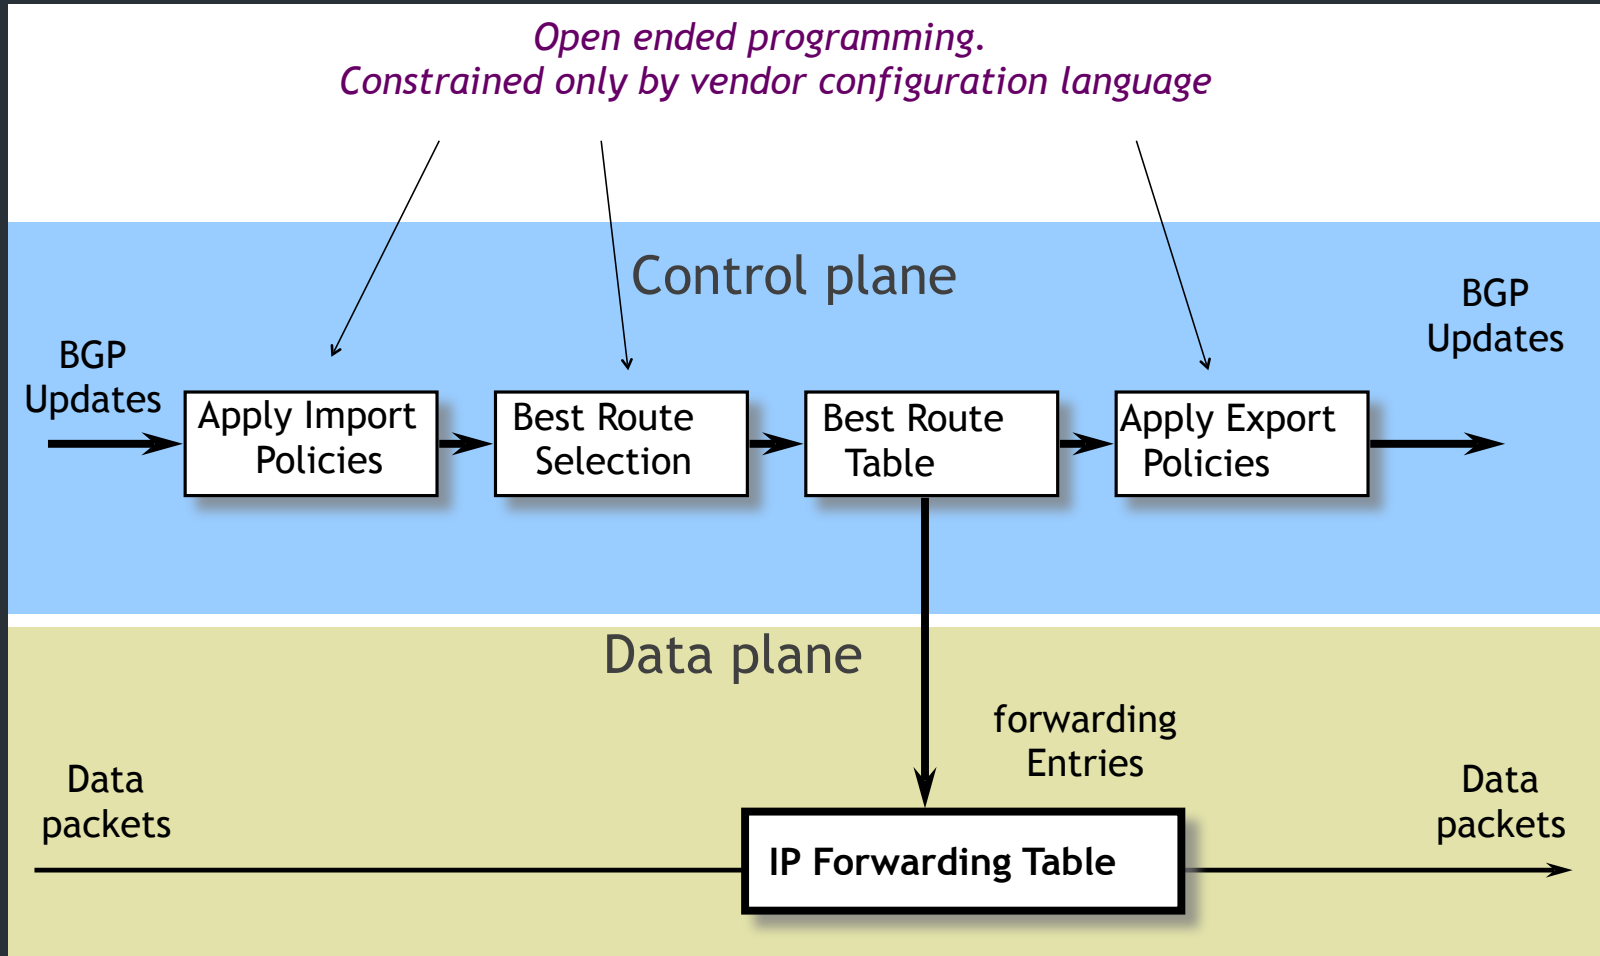 Open ended programming.
Constrained only by vendor configuration language
Control plane
BGP
Updates
BGP
Updates
Apply Import
Policies
Best Route
Selection
Best Route
Table
Apply Export
Policies
Data plane
forwarding
Entries
Data
packets
Data
packets
IP Forwarding Table